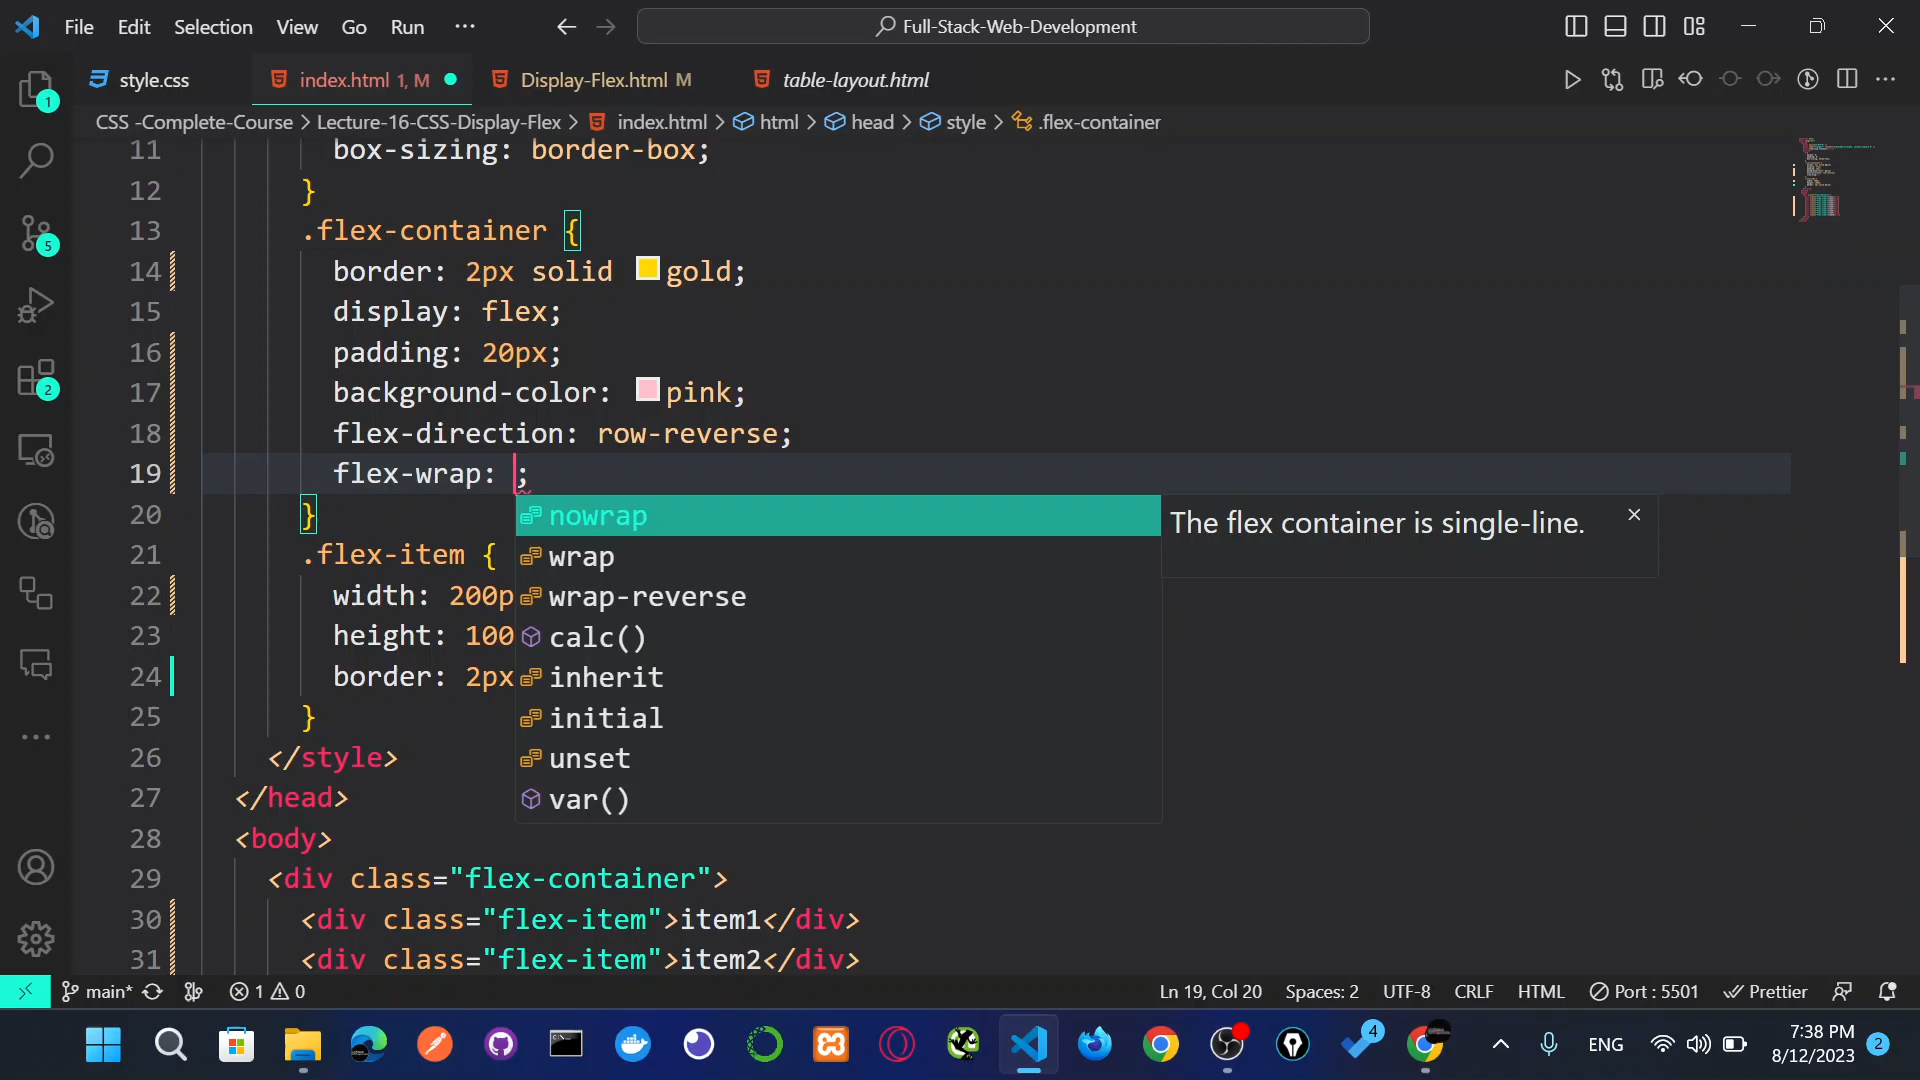 File Edit Selection View Go Run ··· Full-Stack-Web-Development
style.css index.html 1, M Display-Flex.html M table-layout.html
CSS -Complete-Course > Lecture-16-CSS-Display-Flex > index.html > html > head > style > .flex-container
11 box-sizing: border-box;
12 }
13 .flex-container {
14 border: 2px solid gold;
15 display: flex;
16 padding: 20px;
17 background-color: pink;
18 flex-direction: row-reverse;
19 flex-wrap: ;
20 }
nowrap The flex container is single-line.
21 .flex-item {
wrap
22 width: 200p
wrap-reverse
23 height: 100
calc()
24 border: 2px
inherit
25 }
initial
26 </style>
unset
27 </head>
var()
28 <body>
29 <div class="flex-container">
30 <div class="flex-item">item1</div>
31 <div class="flex-item">item2</div>
1
5
2
main* 1 0 Ln 19, Col 20 Spaces: 2 UTF-8 CRLF HTML Port : 5501 Prettier
4 ENG 7:38 PM 2
8/12/2023